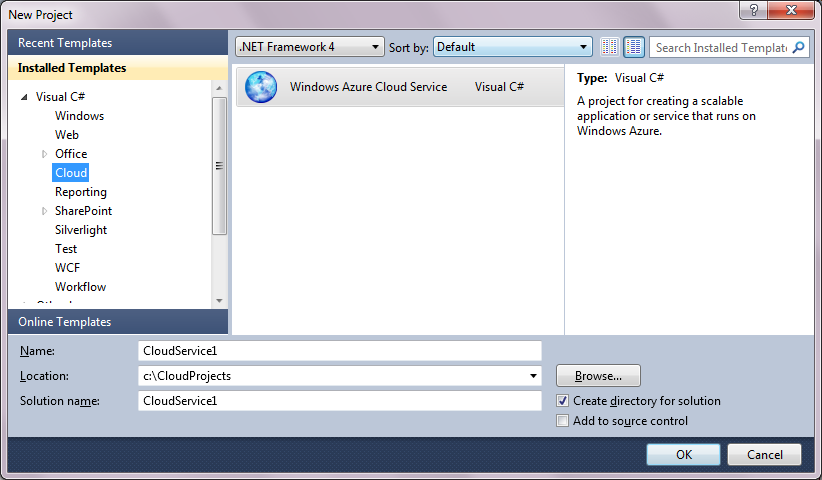 New Project
Recent Templates
.NET Framework 4
Sort by:
Default
Search Installed Template
Installed Templates
Visual C#
Windows
Web
Office
Cloud
Reporting
SharePoint
Silverlight
Test
WCF
Workflow
Windows Azure Cloud Service
Visual C#
Type: Visual C#
A project for creating a scalable
application or service that runs on
Windows Azure.
Online Templates
Name:
CloudService1
Location:
c:\CloudProjects
Browse...
Solution name:
CloudService1
Create directory for solution
Add to source control
OK
Cancel